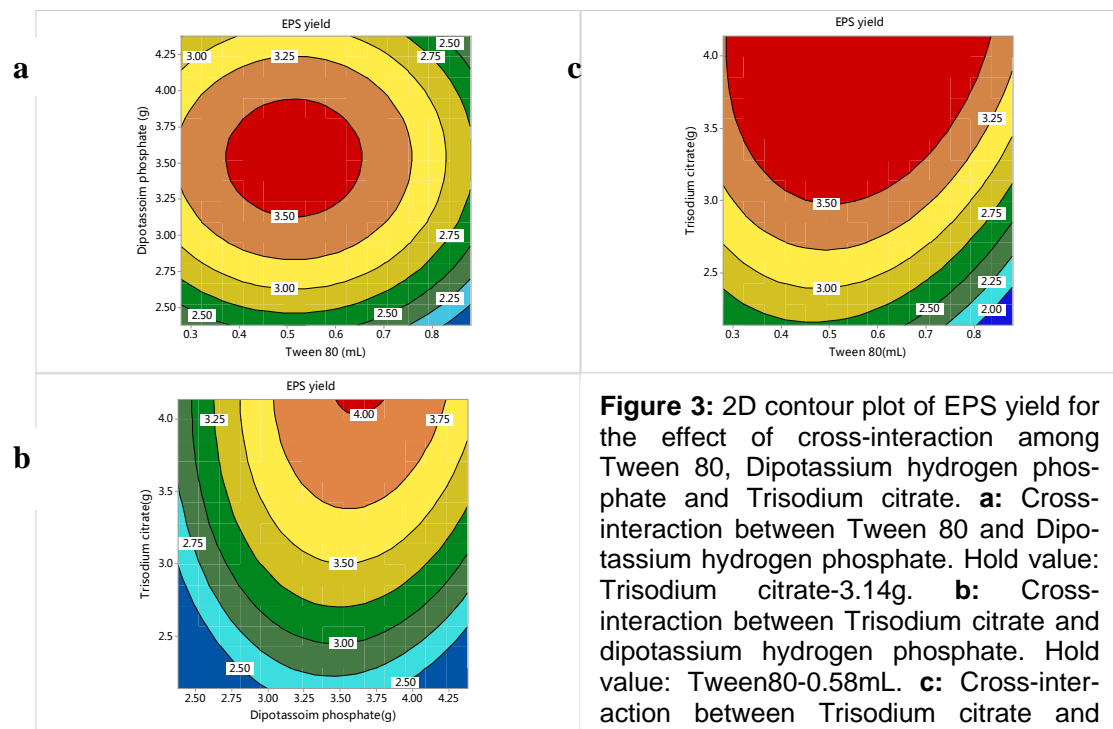 EPS yield
a
4.25
4.00
3.75
3.50
3.25
3.00
2.75
2.50
Dipotassoim phosphate (g)
3.00
3.25
2.50
2.75
3.50
3.00
2.25
2.50
2.50
0.3 0.4 0.5 0.6 0.7 0.8
Tween 80 (mL)
EPS yield
c
4.0
3.5
3.0
2.5
Trisodium citrate(g)
3.25
3.50
2.75
3.00
2.25
2.50
2.00
0.3 0.4 0.5 0.6 0.7 0.8
Tween 80(mL)
EPS yield
b
4.0
3.5
3.0
2.5
Trisodium citrate(g)
3.25
4.00
3.75
2.75
3.50
3.00
2.50
2.50
2.50 2.75 3.00 3.25 3.50 3.75 4.00 4.25
Dipotassoim phosphate(g)
Figure 3: 2D contour plot of EPS yield for
the effect of cross-interaction among
Tween 80, Dipotassium hydrogen phos-
phate and Trisodium citrate. a: Cross-
interaction between Tween 80 and Dipo-
tassium hydrogen phosphate. Hold value:
Trisodium citrate-3.14g. b: Cross-
interaction between Trisodium citrate and
dipotassium hydrogen phosphate. Hold
value: Tween80-0.58mL. c: Cross-inter-
action between Trisodium citrate and